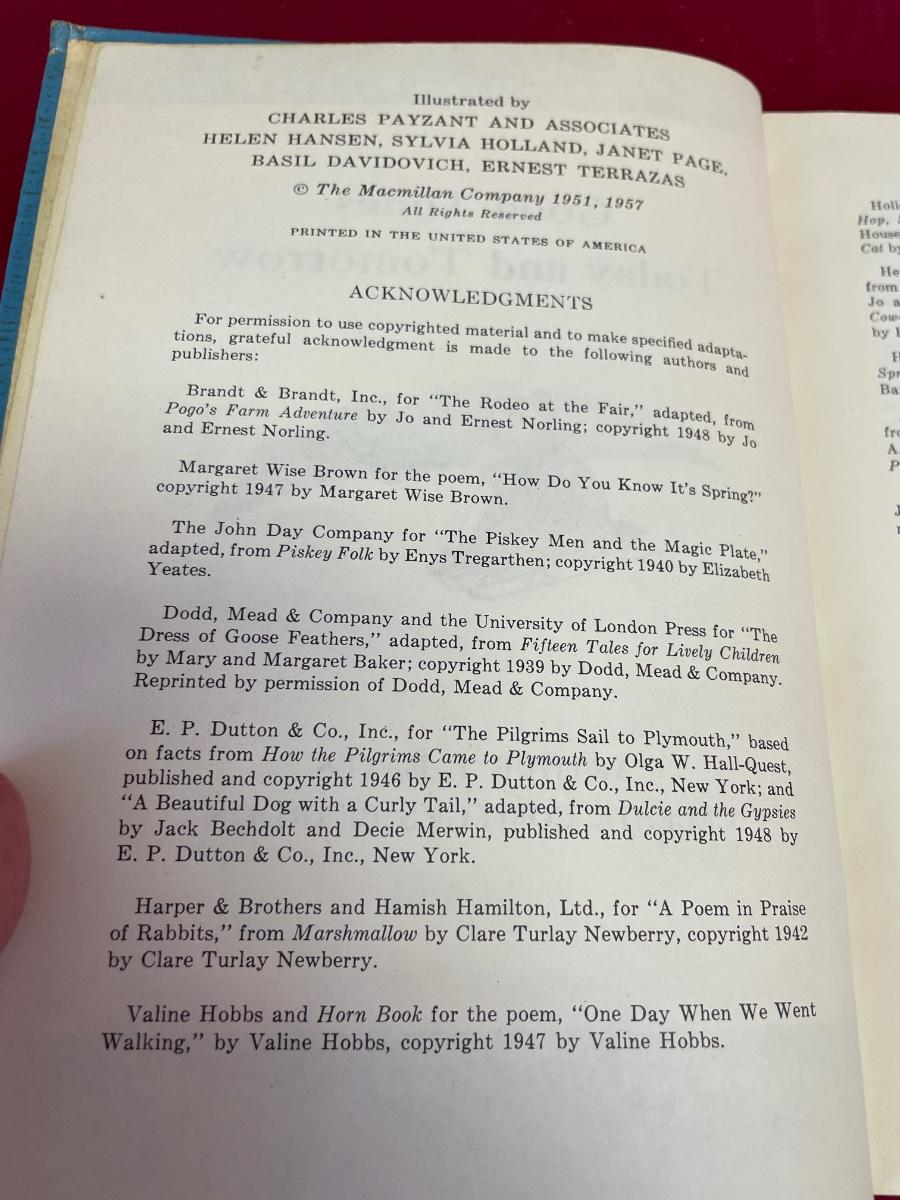 Illustrated by
CHARLES PAYZANT AND ASSOCIATES
HELEN HANSEN, SYLVIA HOLLAND, JANET PAGE,
BASIL DAVIDOVICH, ERNEST TERRAZAS
© The Macmillan Company 1951, 1957
All Rights Reserved
PRINTED IN THE UNITED STATES OF AMERICA
ACKNOWLEDGMENTS
For permission to use copyrighted material and to make specified adapta-
tions, grateful acknowledgment is made to the following authors and
publishers:
Brandt & Brandt, Inc., for “The Rodeo at the Fair,” adapted, from
Pogo's Farm Adventure by Jo and Ernest Norling; copyright 1948 by Jo
and Ernest Norling.
Margaret Wise Brown for the poem, “How Do You Know It's Spring?”
copyright 1947 by Margaret Wise Brown.
The John Day Company for “The Piskey Men and the Magic Plate,”
adapted, from Piskey Folk by Enys Tregarthen; copyright 1940 by Elizabeth
Yeates.
Dodd, Mead & Company and the University of London Press for “The
Dress of Goose Feathers,” adapted, from Fifteen Tales for Lively Children
by Mary and Margaret Baker; copyright 1939 by Dodd, Mead & Company.
Reprinted by permission of Dodd, Mead & Company.
E. P. Dutton & Co., Inc., for “The Pilgrims Sail to Plymouth,” based
on facts from How the Pilgrims Came to Plymouth by Olga W. Hall-Quest,
published and copyright 1946 by E. P. Dutton & Co., Inc., New York; and
“A Beautiful Dog with a Curly Tail,” adapted, from Dulcie and the Gypsies
by Jack Bechdolt and Decie Merwin, published and copyright 1948 by
E. P. Dutton & Co., Inc., New York.
Harper & Brothers and Hamish Hamilton, Ltd., for “A Poem in Praise
of Rabbits,” from Marshmallow by Clare Turlay Newberry, copyright 1942
by Clare Turlay Newberry.
Valine Hobbs and Horn Book for the poem, “One Day When We Went
Walking,” by Valine Hobbs, copyright 1947 by Valine Hobbs.
Hop,
House
Cat by
He
from
Jo
Cow
by